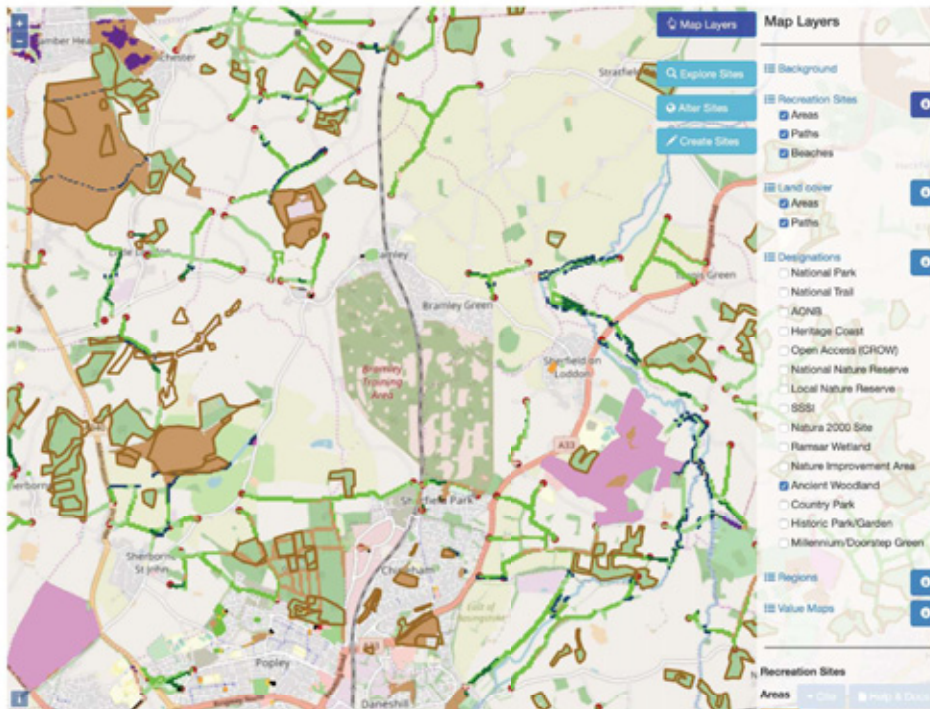 Map Layers
Map Layers
Explore Sites
Alter Sites
Create Sites
Background
Recreation Sites
Areas
Paths
Beaches
Land cover
Areas
Paths
Designations
National Park
National Trail
AONB
Heritage Coast
Open Access (CROW)
National Nature Reserve
Local Nature Reserve
SSSI
Natura 2000 Site
Ramsar Wetland
Nature Improvement Area
Ancient Woodland
Country Park
Historic Park/Garden
Millennium/Doorstep Green
Regions
Value Maps
Recreation Sites
Areas
Stratfield
Bramley Green
Bramley
Training
Area
Sherfield on
Loddon
A33
Sherfield Park
Sherborne
St John
Chineham
East of
Basingstoke
A33
Popley
Daneshill